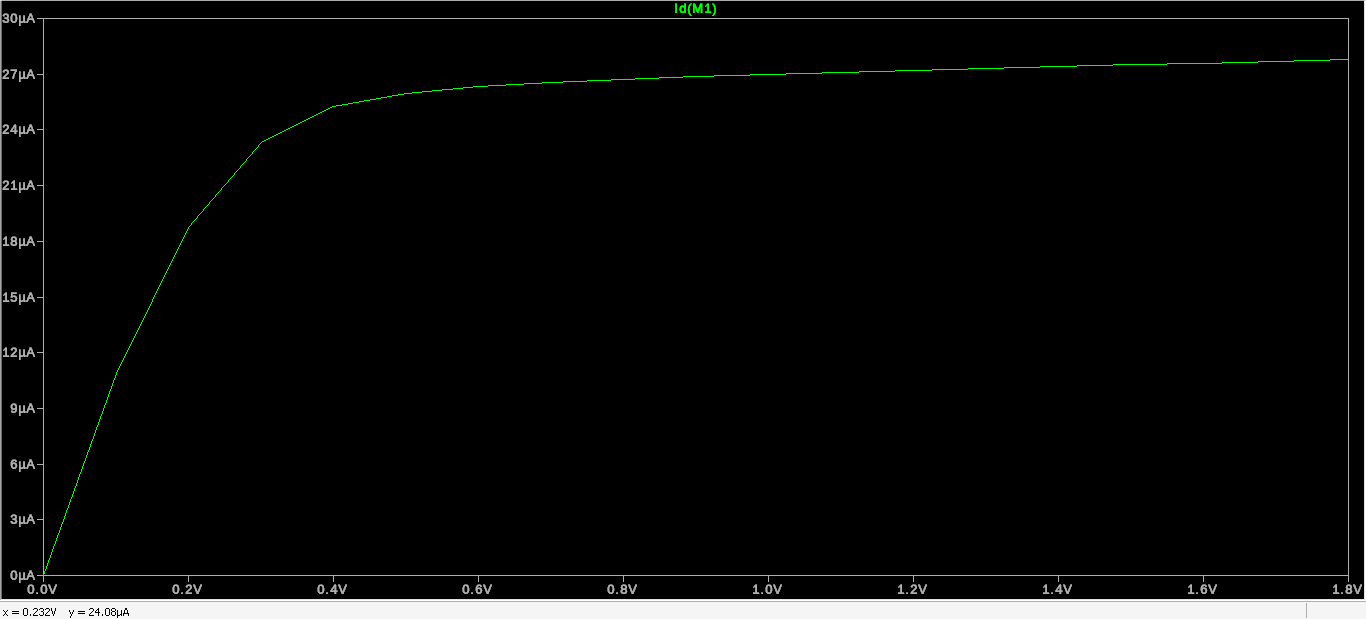 Id(M1)
30µA
27µA
24µA
21µA
18µA
15µA
12µA
9µA
6µA
3µA
0µA
0.0V 0.2V 0.4V 0.6V 0.8V 1.0V 1.2V 1.4V 1.6V 1.8V
x = 0.232V y = 24.08µA